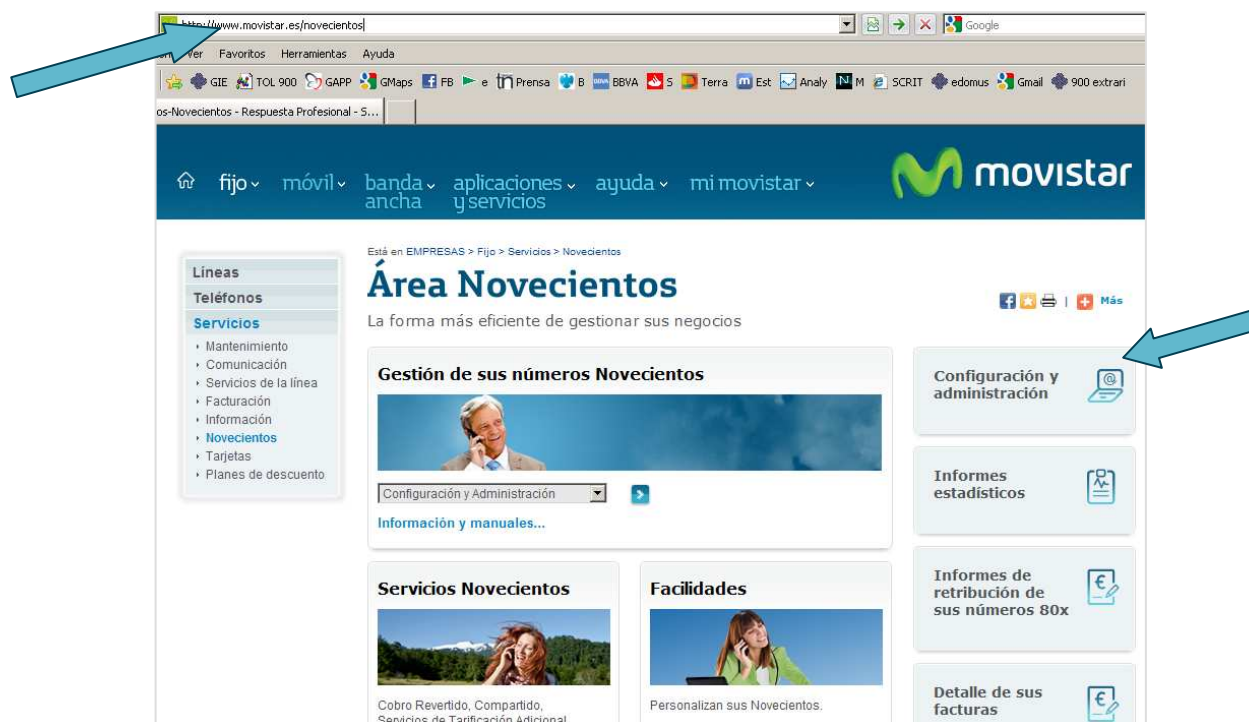 http://www.movistar.es/novecientos
Google
Ver Favoritos Herramientas Ayuda
GIE TOL 900 GAPP GMaps FB e Prensa B BBVA S Terra Est Analy M SCRIT edomus Gmail 900 extrari
os-Novecientos - Respuesta Profesional - S...
fijo móvil banda ancha aplicaciones y servicios ayuda mi movistar
movistar
Está en EMPRESAS > Fijo > Servicios > Novecientos
Área Novecientos
La forma más eficiente de gestionar sus negocios
| Más
Líneas
Teléfonos
Servicios
Mantenimiento
Comunicación
Servicios de la línea
Facturación
Información
Novecientos
Tarjetas
Planes de descuento
Gestión de sus números Novecientos
Configuración y Administración
Información y manuales...
Servicios Novecientos
Cobro Revertido, Compartido,
Servicios de Tarificación Adicional
Facilidades
Personalizan sus Novecientos.
Configuración y
administración
Informes
estadísticos
Informes de
retribución de
sus números 80x
Detalle de sus
facturas